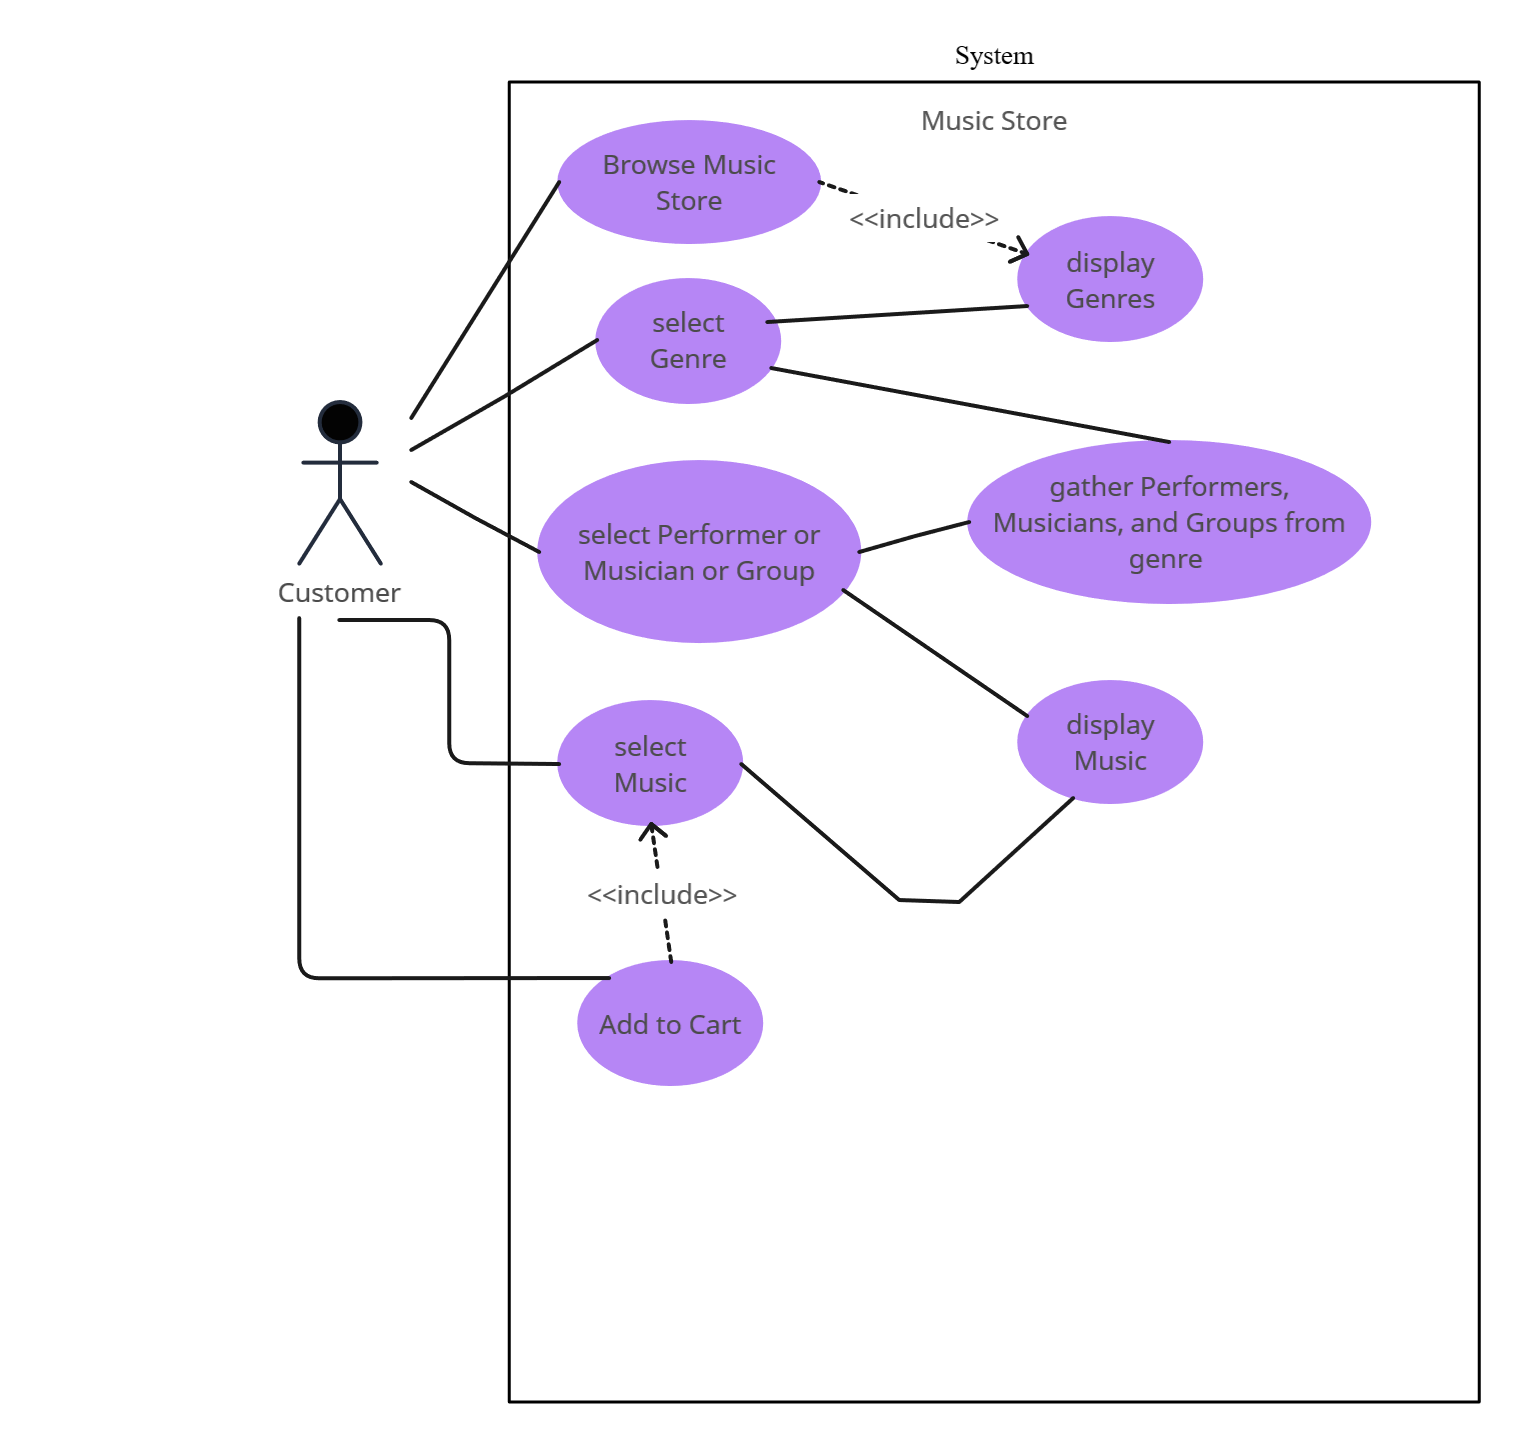 System
Music Store
Browse Music
Store
<<include>>
display
Genres
select
Genre
gather Performers,
Musicians, and Groups from
genre
select Performer or
Musician or Group
Customer
display
Music
select
Music
<<include>>
Add to Cart